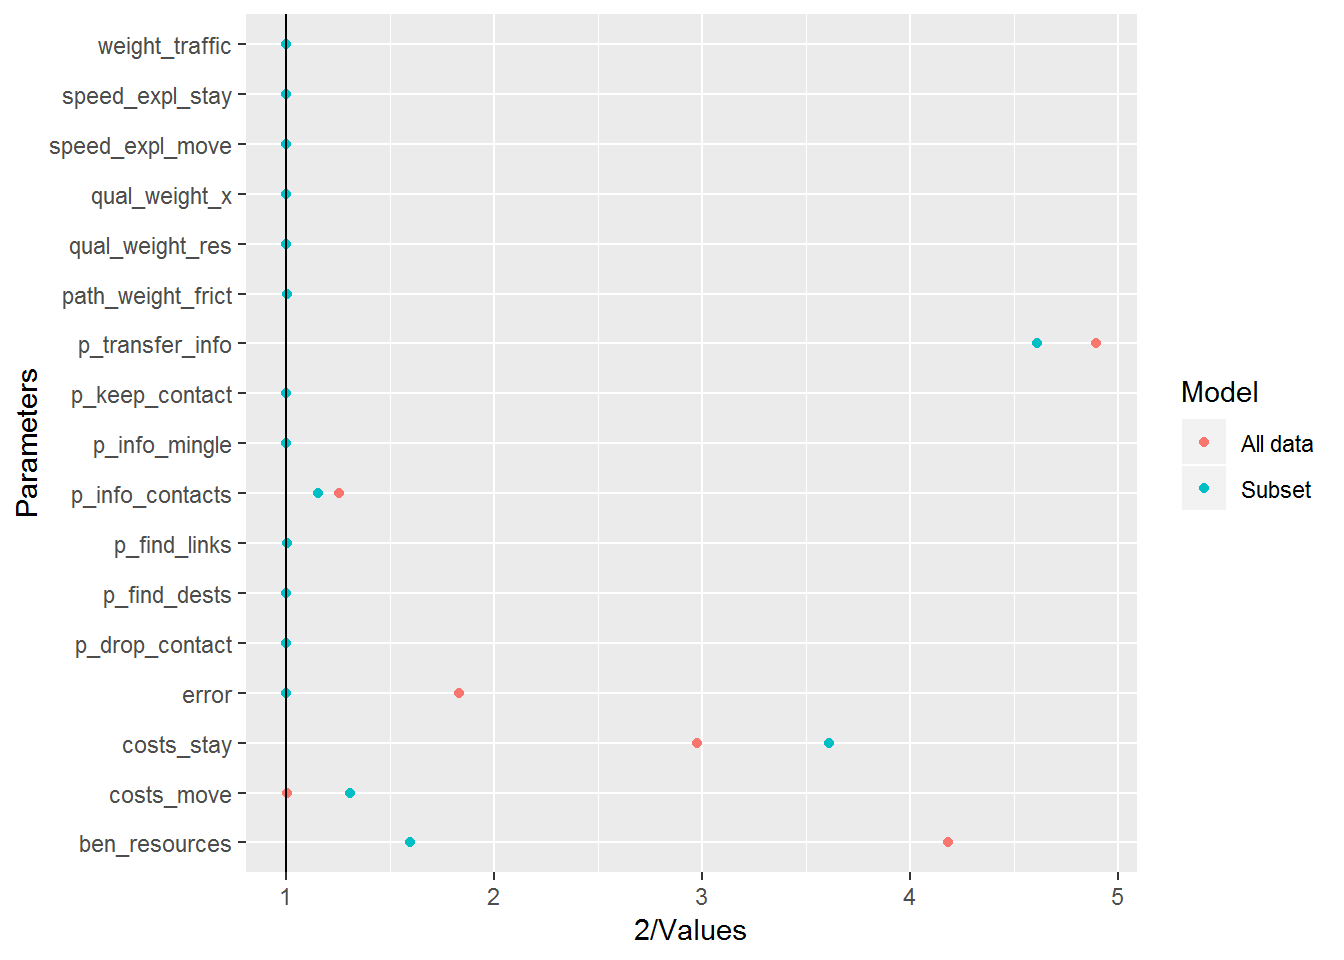 weight_traffic
speed_expl_stay
speed_expl_move
qual_weight_x
qual_weight_res
path_weight_frict
p_transfer_info
p_keep_contact
p_info_mingle
p_info_contacts
p_find_links
p_find_dests
p_drop_contact
error
costs_stay
costs_move
ben_resources
Parameters
1 2 3 4 5
2/Values
Model
All data
Subset